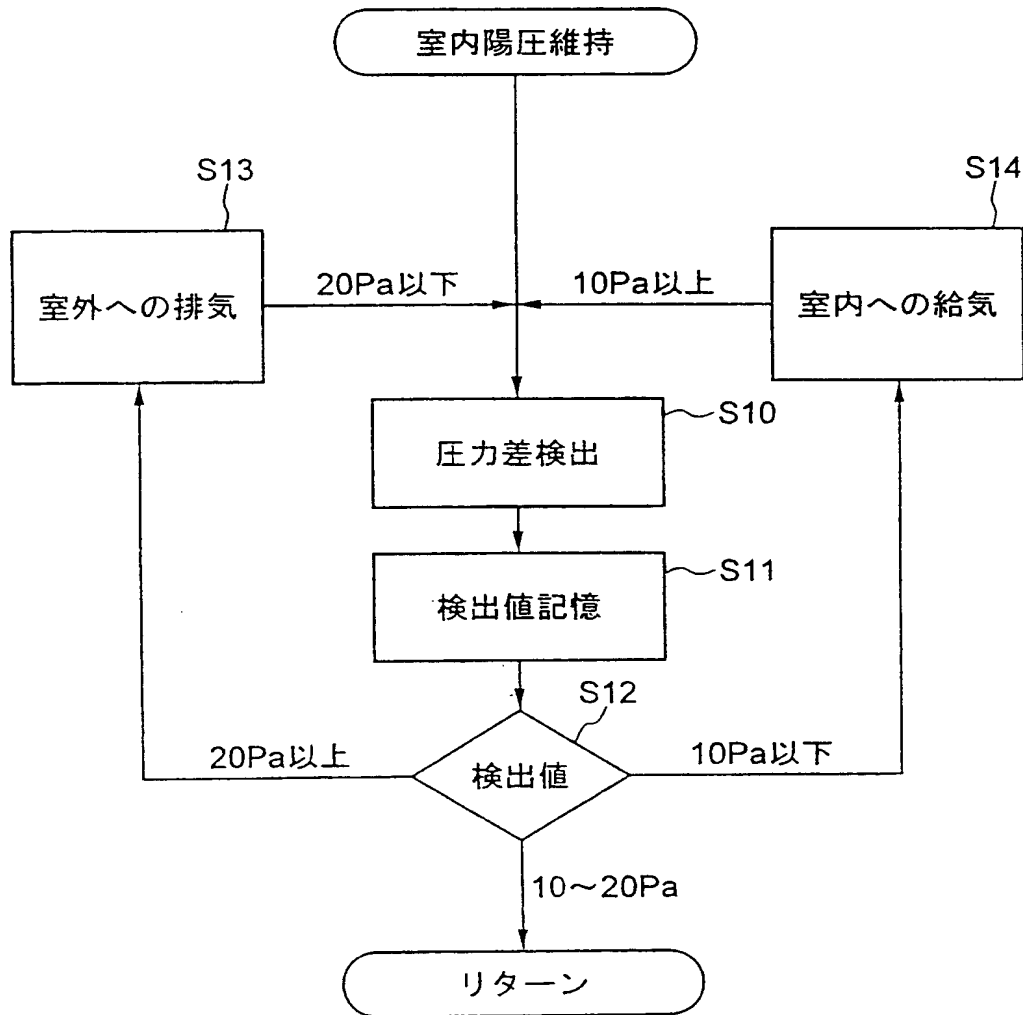 室内陽圧維持
S13
S14
室外への排気
20Pa以下
10Pa以上
室内への給気
S10
圧力差検出
S11
検出値記憶
S12
20Pa以上
検出値
10Pa以下
10〜20Pa
リターン